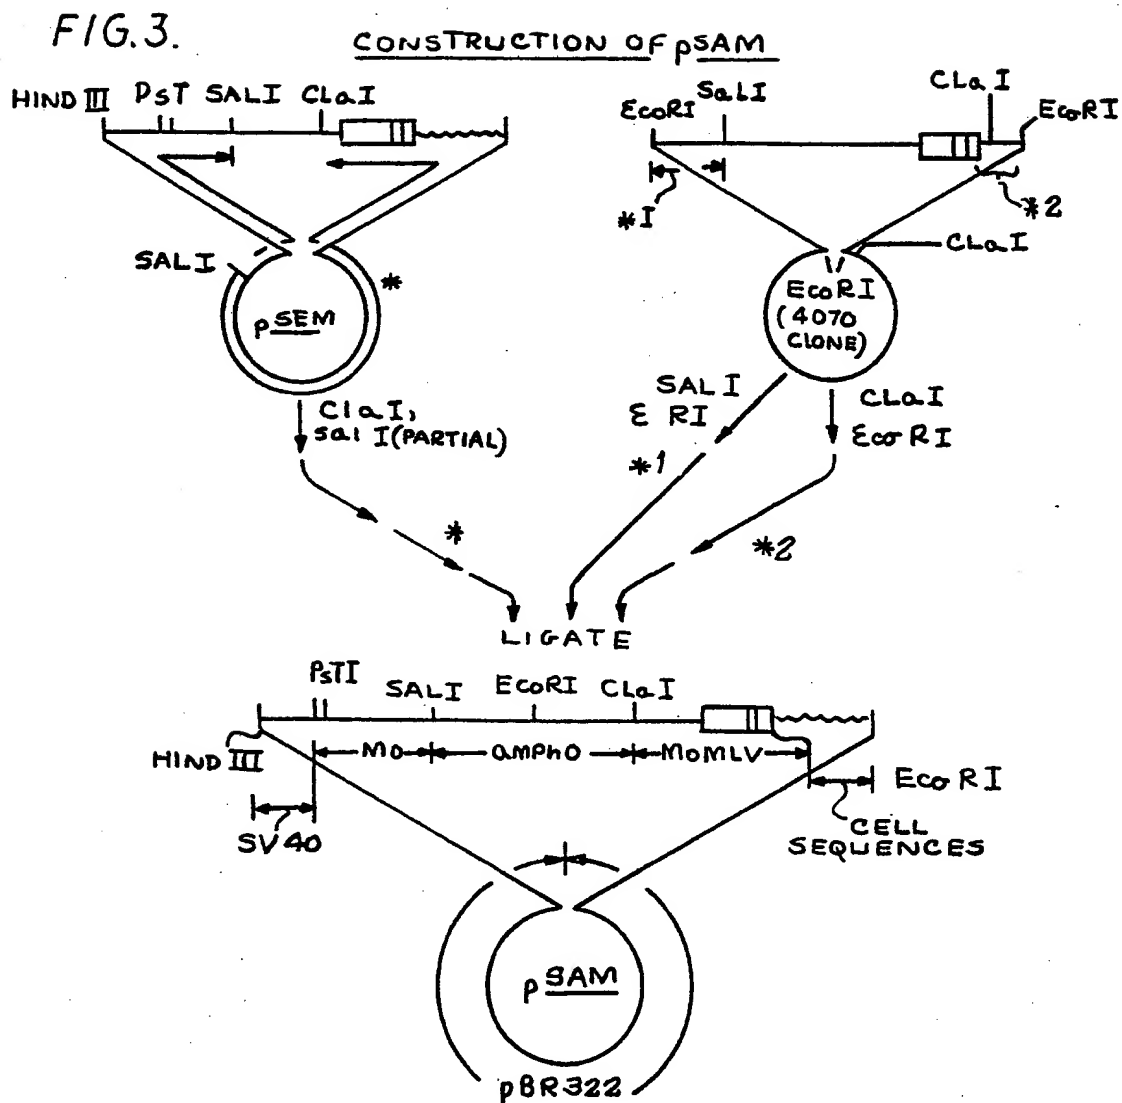 FIG.3.
CONSTRUCTION OF pSAM
HIND III PST SALI CLaI
EcoRI SaLI CLa I EcoRI
*I
*2
SALI
*
pSEM
CLaI
EcoRI
(4070
CLONE)
ClaI,
sal I (PARTIAL)
SAL I
& RI
CLaI
EcoRI
*
*1
*2
LIGATE
PSTI SALI EcoRI CLaI
HIND III
MO
amPhO
MOMLV
EcoRI
SV40
CELL
SEQUENCES
pSAM
pBR322